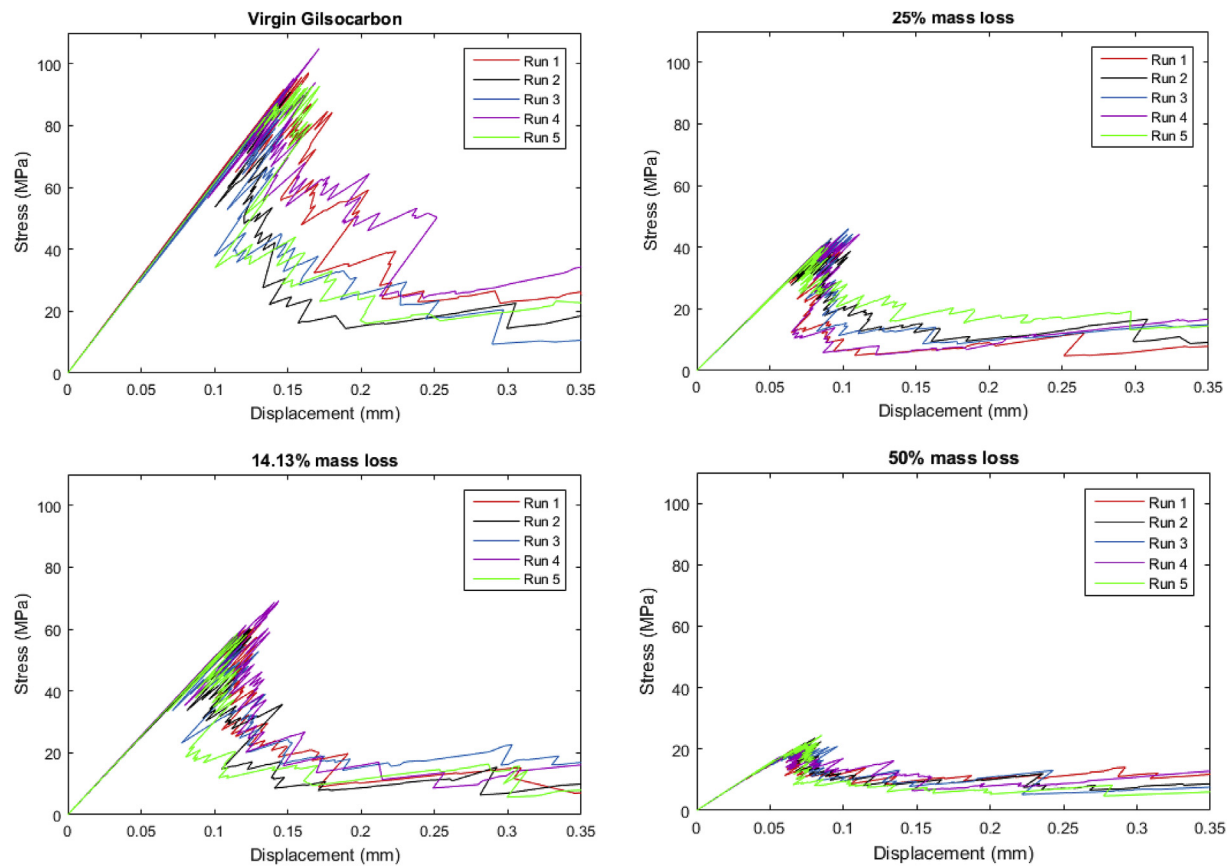 Virgin Gilsocarbon
Stress (MPa)
100
80
60
40
20
0
0 0.05 0.1 0.15 0.2 0.25 0.3 0.35
Displacement (mm)
Run 1
Run 2
Run 3
Run 4
Run 5
25% mass loss
Stress (MPa)
100
80
60
40
20
0
0 0.05 0.1 0.15 0.2 0.25 0.3 0.35
Displacement (mm)
Run 1
Run 2
Run 3
Run 4
Run 5
14.13% mass loss
Stress (MPa)
100
80
60
40
20
0
0 0.05 0.1 0.15 0.2 0.25 0.3 0.35
Displacement (mm)
Run 1
Run 2
Run 3
Run 4
Run 5
50% mass loss
Stress (MPa)
100
80
60
40
20
0
0 0.05 0.1 0.15 0.2 0.25 0.3 0.35
Displacement (mm)
Run 1
Run 2
Run 3
Run 4
Run 5